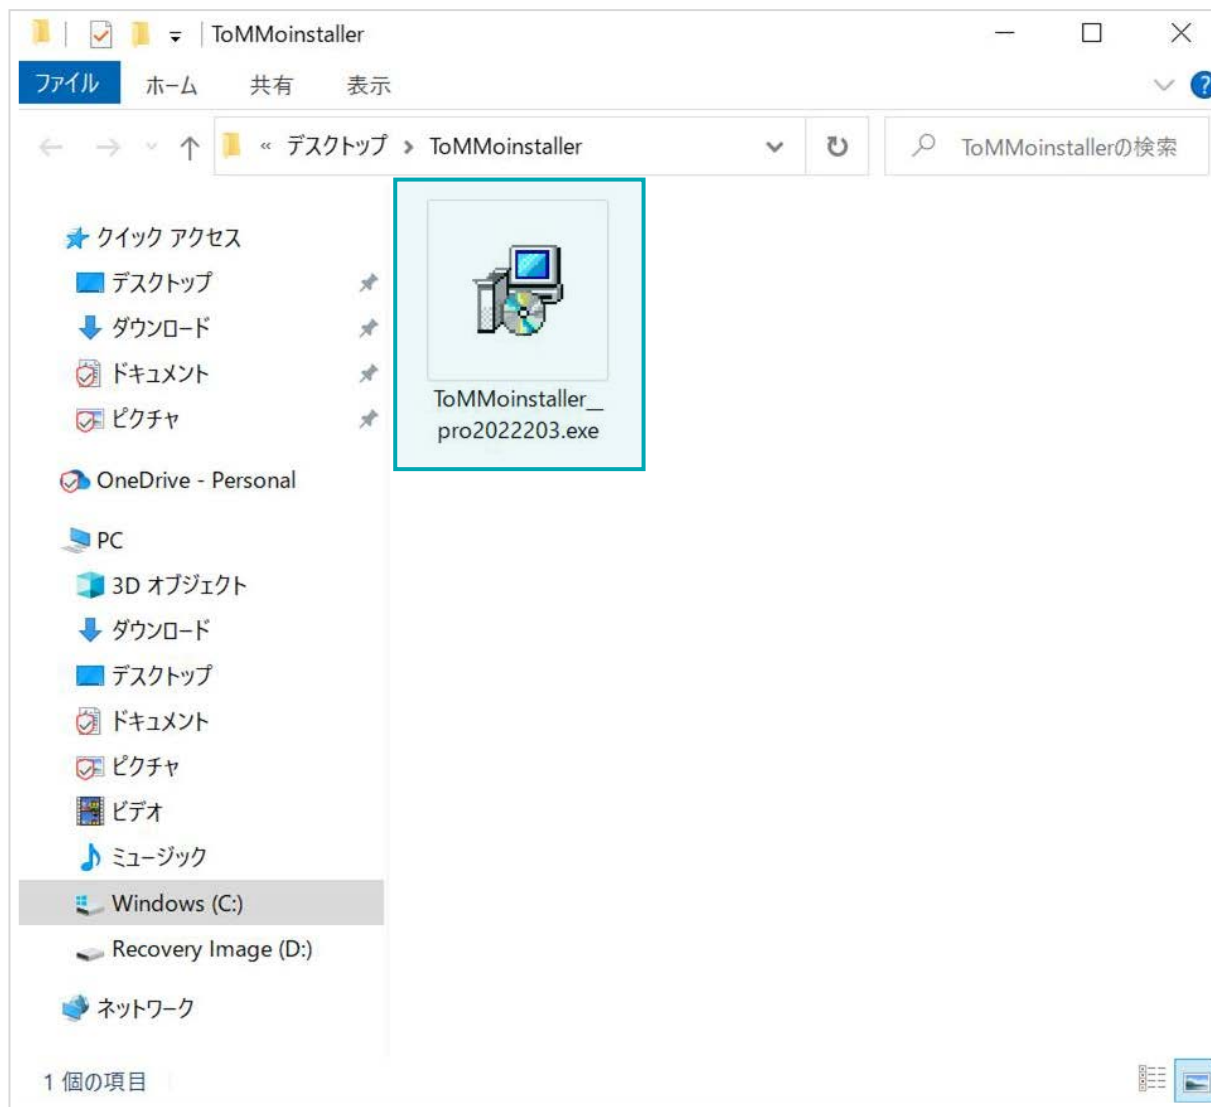 ToMMoinstaller
ファイル ホーム 共有 表示
?
« デスクトップ › ToMMoinstaller
ToMMoinstallerの検索
クイック アクセス
デスクトップ
ダウンロード
ドキュメント
ピクチャ
OneDrive - Personal
PC
3D オブジェクト
ダウンロード
デスクトップ
ドキュメント
ピクチャ
ビデオ
ミュージック
Windows (C:)
Recovery Image (D:)
ネットワーク
ToMMoinstaller__
pro2022203.exe
1 個の項目